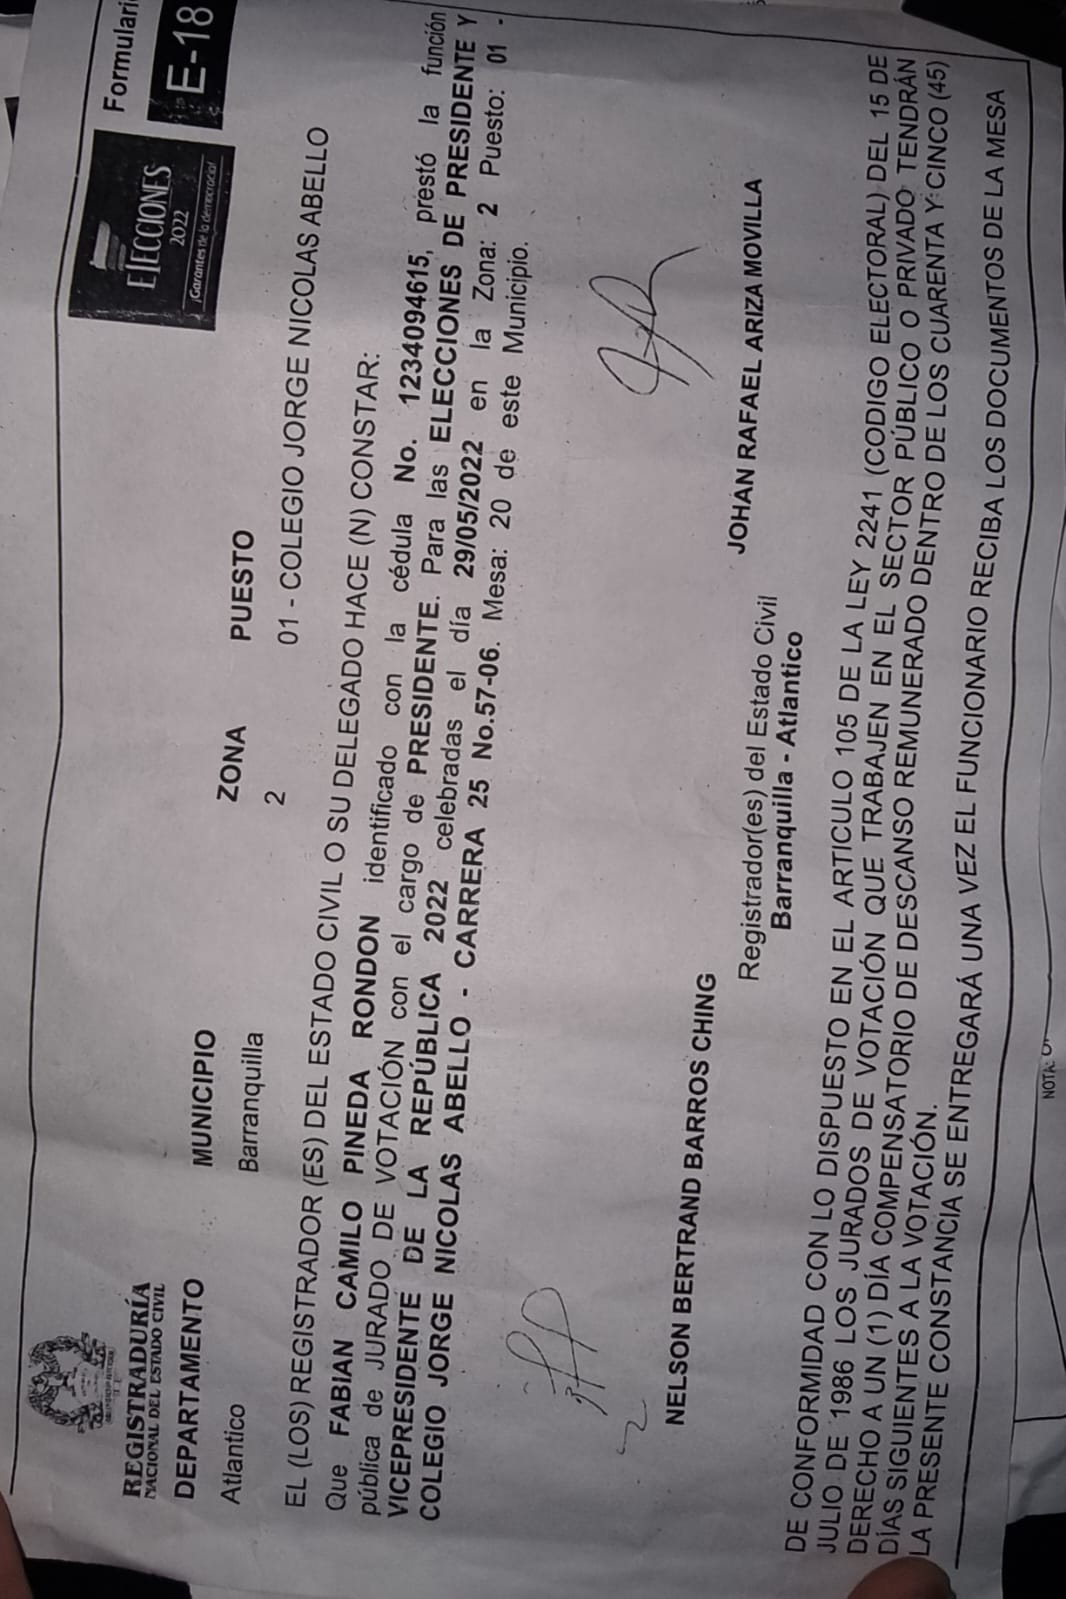 REGISTRADURÍA
NACIONAL DEL ESTADO CIVIL
ELECCIONES
2022
¡Garantes de la democracia!
Formulari
E-18
DEPARTAMENTO MUNICIPIO ZONA PUESTO
Atlantico Barranquilla 2 01 - COLEGIO JORGE NICOLAS ABELLO
EL (LOS) REGISTRADOR (ES) DEL ESTADO CIVIL O SU DELEGADO HACE (N) CONSTAR:
Que FABIAN CAMILO PINEDA RONDON identificado con la cédula No. 1234094615, prestó la función
pública de JURADO DE VOTACIÓN con el cargo de PRESIDENTE. Para las ELECCIONES DE PRESIDENTE Y
VICEPRESIDENTE DE LA REPÚBLICA 2022 celebradas el día 29/05/2022 en la Zona: 2 Puesto: 01 -
COLEGIO JORGE NICOLAS ABELLO - CARRERA 25 No.57-06. Mesa: 20 de este Municipio.
NELSON BERTRAND BARROS CHING JOHAN RAFAEL ARIZA MOVILLA
Registrador(es) del Estado Civil
Barranquilla - Atlantico
DE CONFORMIDAD CON LO DISPUESTO EN EL ARTICULO 105 DE LA LEY 2241 (CODIGO ELECTORAL) DEL 15 DE
JULIO DE 1986 LOS JURADOS DE VOTACIÓN QUE TRABAJEN EN EL SECTOR PÚBLICO O PRIVADO TENDRÁN
DERECHO A UN (1) DÍA COMPENSATORIO DE DESCANSO REMUNERADO DENTRO DE LOS CUARENTA Y CINCO (45)
DÍAS SIGUIENTES A LA VOTACIÓN.
LA PRESENTE CONSTANCIA SE ENTREGARÁ UNA VEZ EL FUNCIONARIO RECIBA LOS DOCUMENTOS DE LA MESA
NOTA: